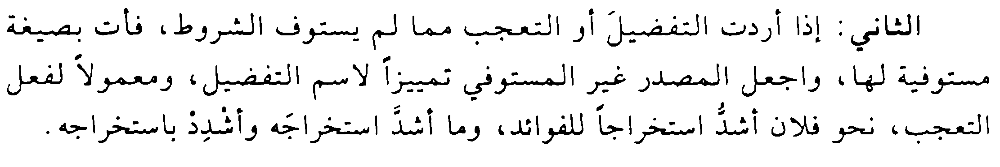 الثاني: إذا أردت التفضيلَ أو التعجب مما لم يستوف الشروط، فأت بصيغة
مستوفية لها، واجعل المصدر غير المستوفي تمييزاً لاسم التفضيل، ومعمولاً لفعل
التعجب، نحو فلان أشدُّ استخراجاً للفوائد، وما أشدَّ استخراجَه وأشْدِدْ باستخراجه.